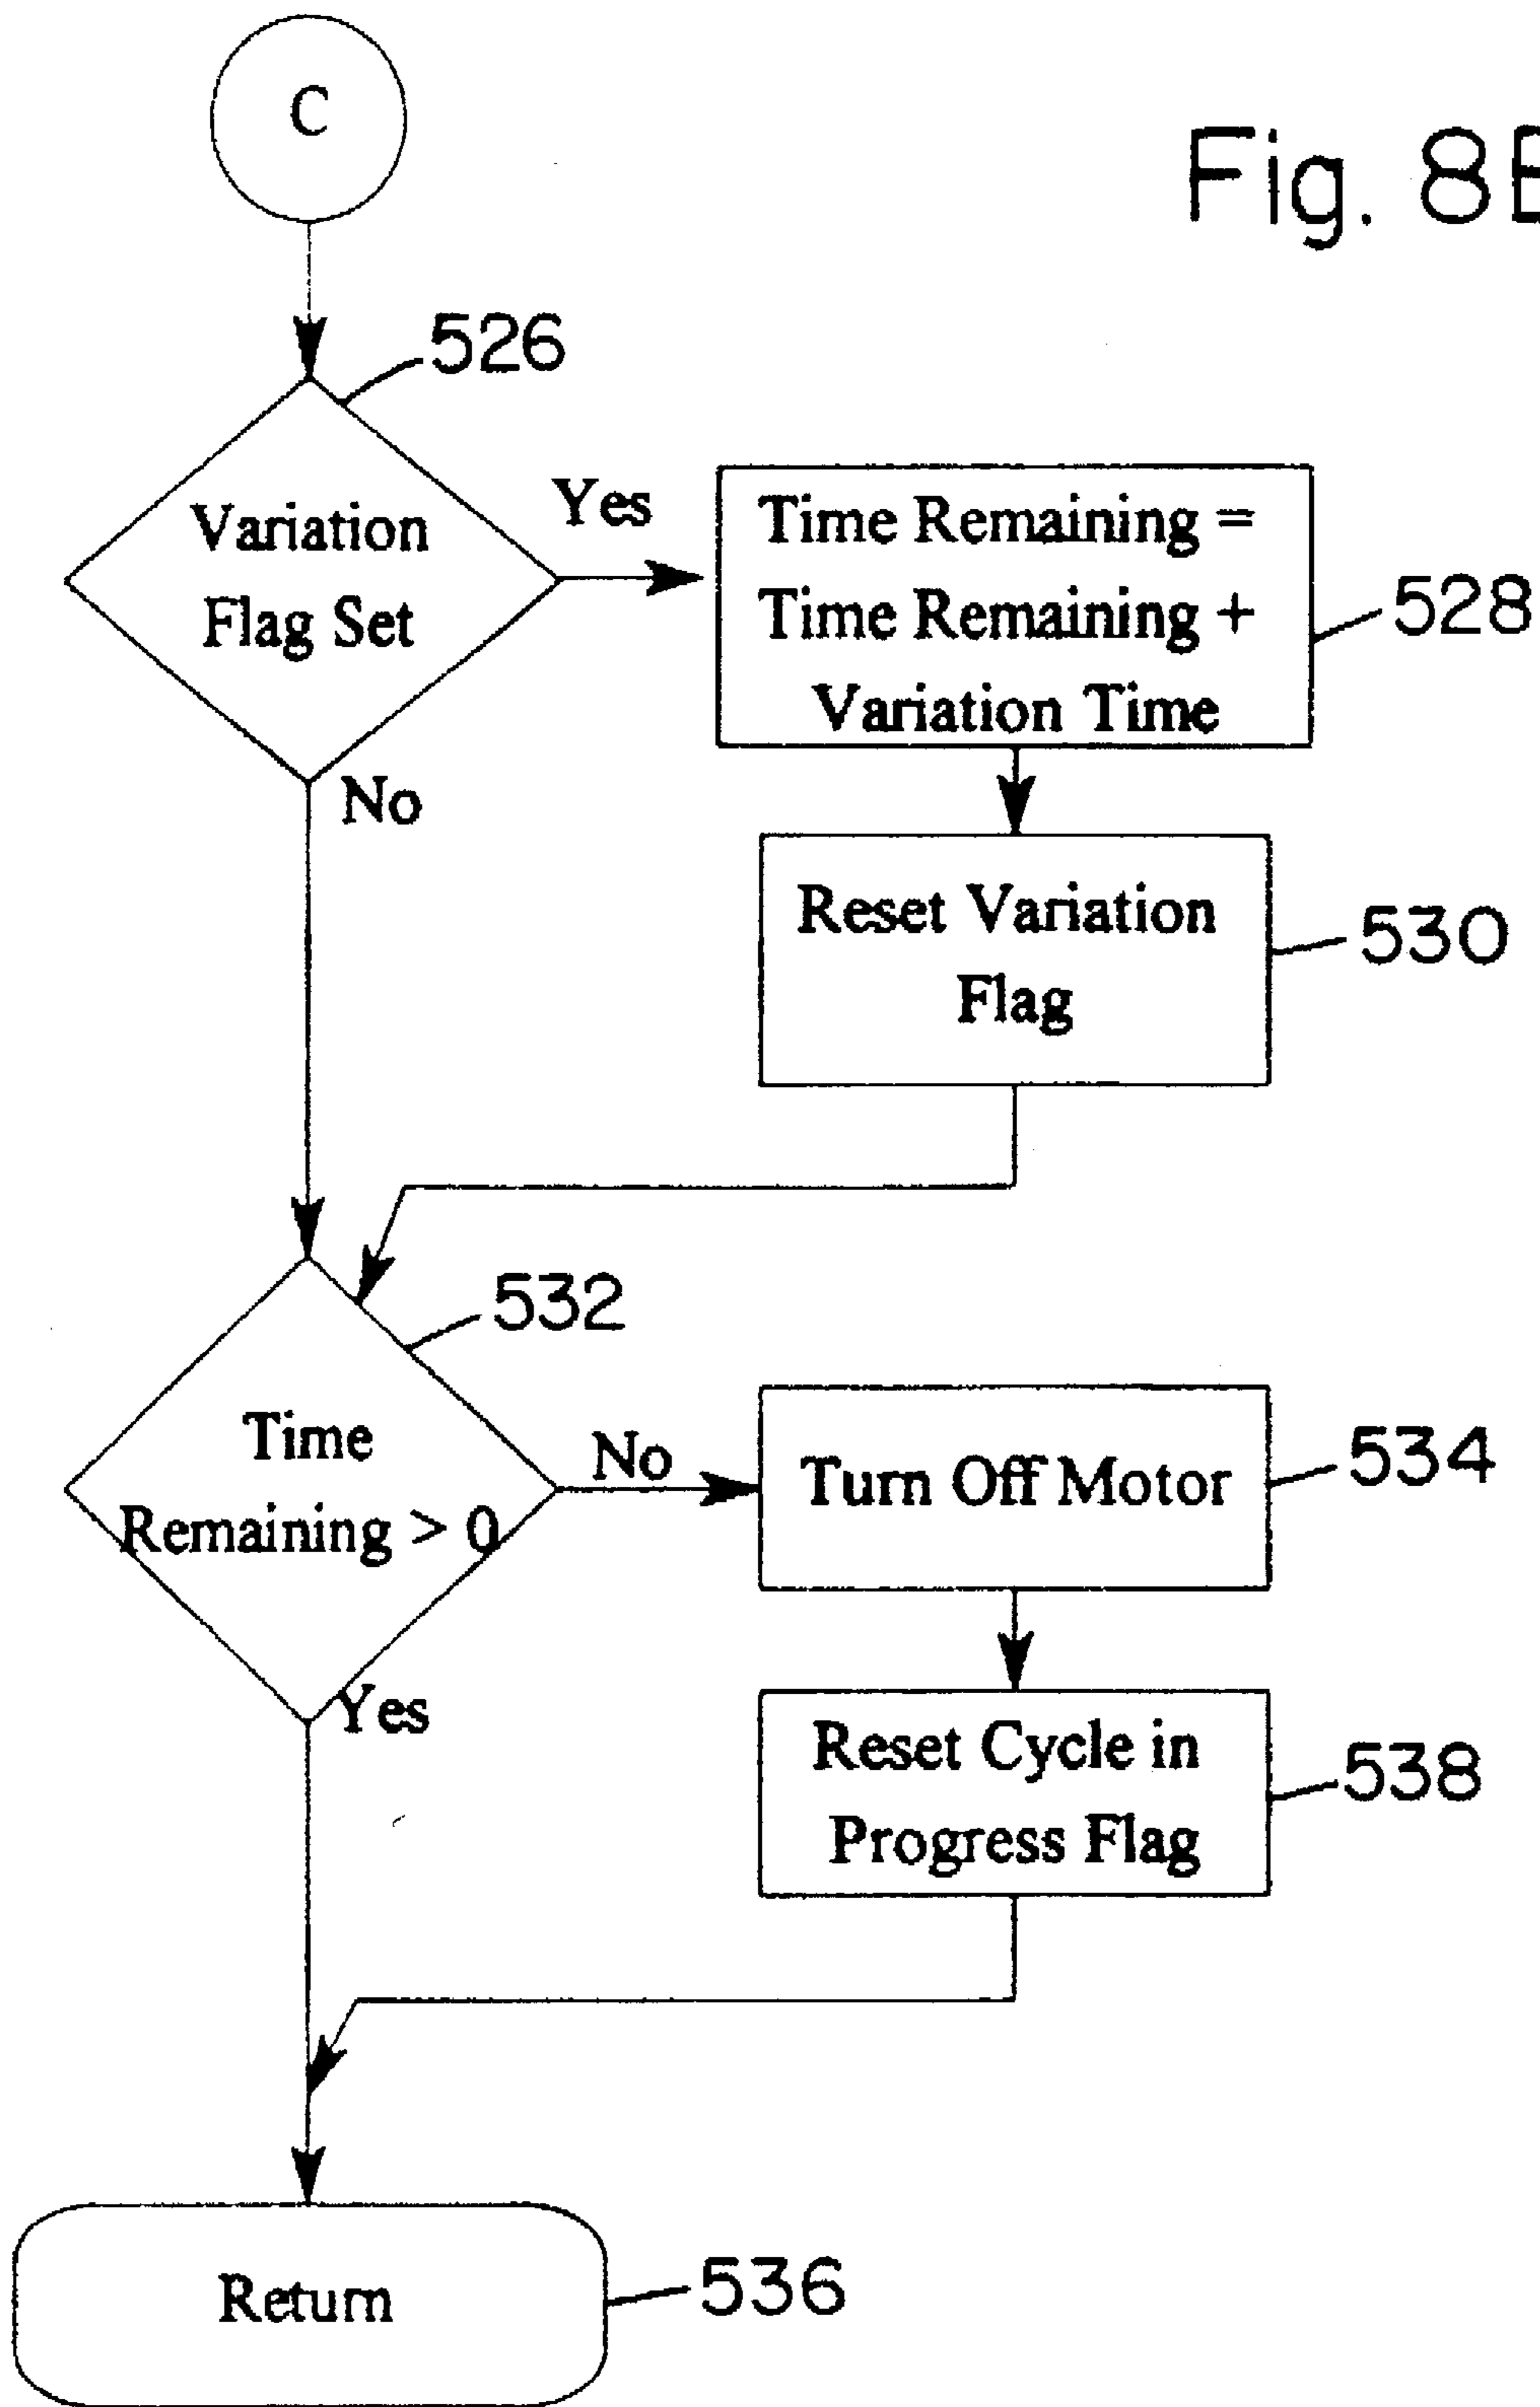 C
Fig. 8B
526
Variation
Flag Set
Yes
Time Remaining =
Time Remaining +
Variation Time
528
No
Reset Variation
Flag
530
532
Time
Remaining > 0
No
Turn Off Motor
534
Yes
Reset Cycle in
Progress Flag
538
Return
536